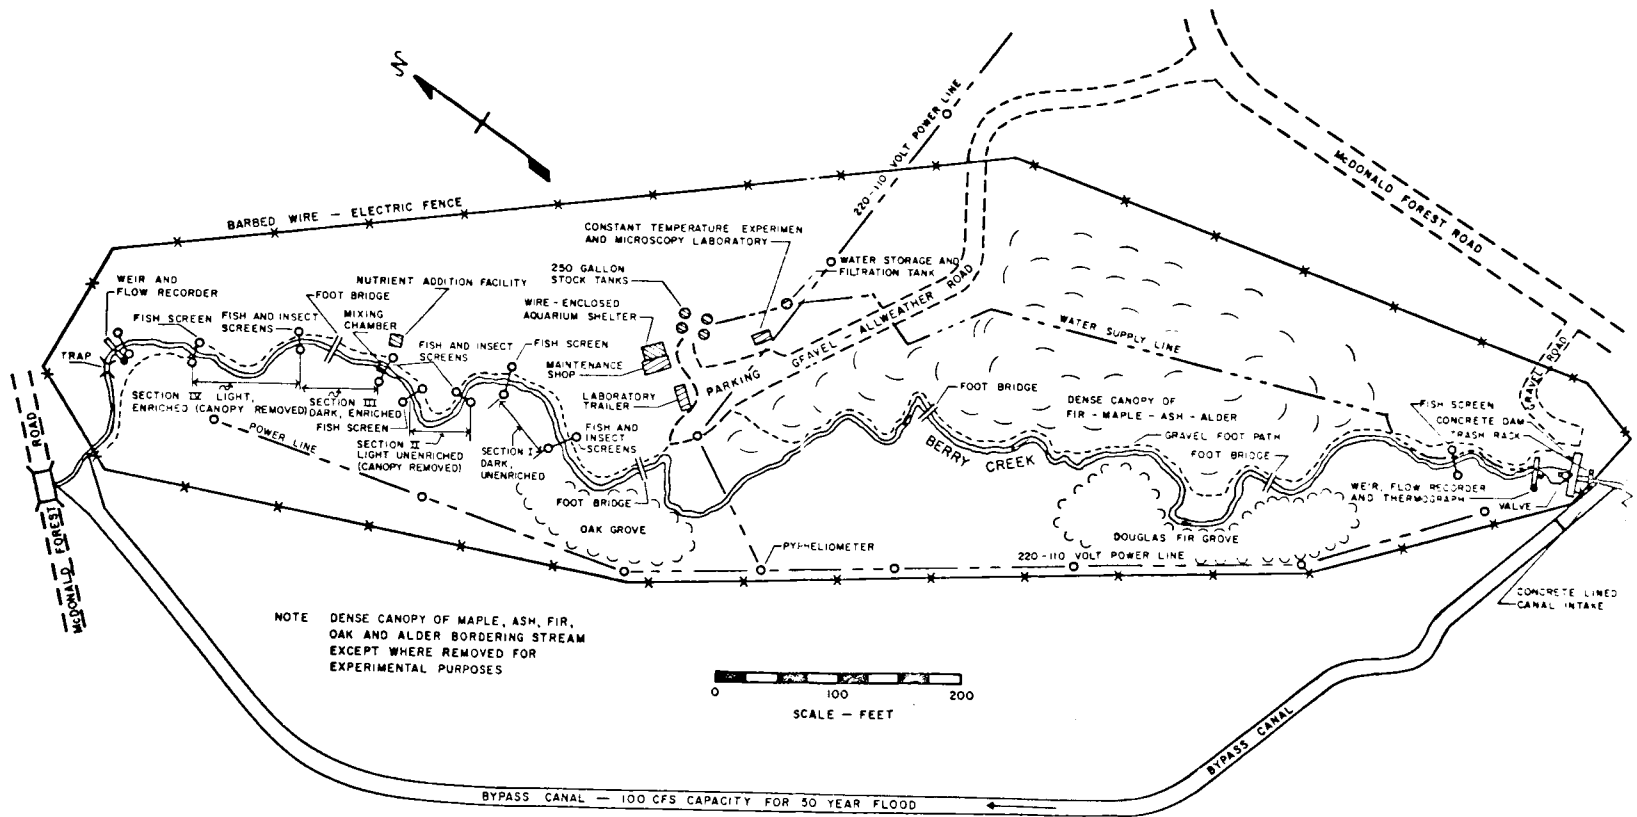 N
220-110 VOLT POWER LINE
McDONALD FOREST ROAD
BARBED WIRE — ELECTRIC FENCE
CONSTANT TEMPERATURE EXPERIMEN
AND MICROSCOPY LABORATORY
WEIR AND
FLOW RECORDER
NUTRIENT ADDITION FACILITY
250 GALLON
STOCK TANKS
WATER STORAGE AND
FILTRATION TANK
FOOT BRIDGE
MIXING
CHAMBER
WIRE-ENCLOSED
AQUARIUM SHELTER
FISH SCREEN
FISH AND INSECT
SCREENS
FISH AND INSECT
SCREENS
FISH SCREEN
GRAVEL ALLWEATHER ROAD
WATER SUPPLY LINE
GRAVEL ROAD
TRAP
MAINTENANCE
SHOP
PARKING
LABORATORY
TRAILER
FOOT BRIDGE
SECTION IV LIGHT,
ENRICHED (CANOPY REMOVED)
SECTION III
DARK, ENRICHED
FISH SCREEN
POWER LINE
SECTION II
LIGHT UNENRICHED
(CANOPY REMOVED)
SECTION I
DARK,
UNENRICHED
FISH AND
INSECT
SCREENS
DENSE CANOPY OF
FIR - MAPLE - ASH - ALDER
FISH SCREEN
CONCRETE DAM
TRASH RACK
BERRY CREEK
GRAVEL FOOT PATH
FOOT BRIDGE
FOOT BRIDGE
OAK GROVE
WEIR, FLOW RECORDER
AND THERMOGRAPH
VALVE
DOUGLAS FIR GROVE
PYRHELIOMETER
220-110 VOLT POWER LINE
McDONALD FOREST ROAD
CONCRETE LINED
CANAL INTAKE
NOTE DENSE CANOPY OF MAPLE, ASH, FIR,
OAK AND ALDER BORDERING STREAM
EXCEPT WHERE REMOVED FOR
EXPERIMENTAL PURPOSES
0 100 200
SCALE — FEET
BYPASS CANAL
BYPASS CANAL — 100 CFS CAPACITY FOR 50 YEAR FLOOD